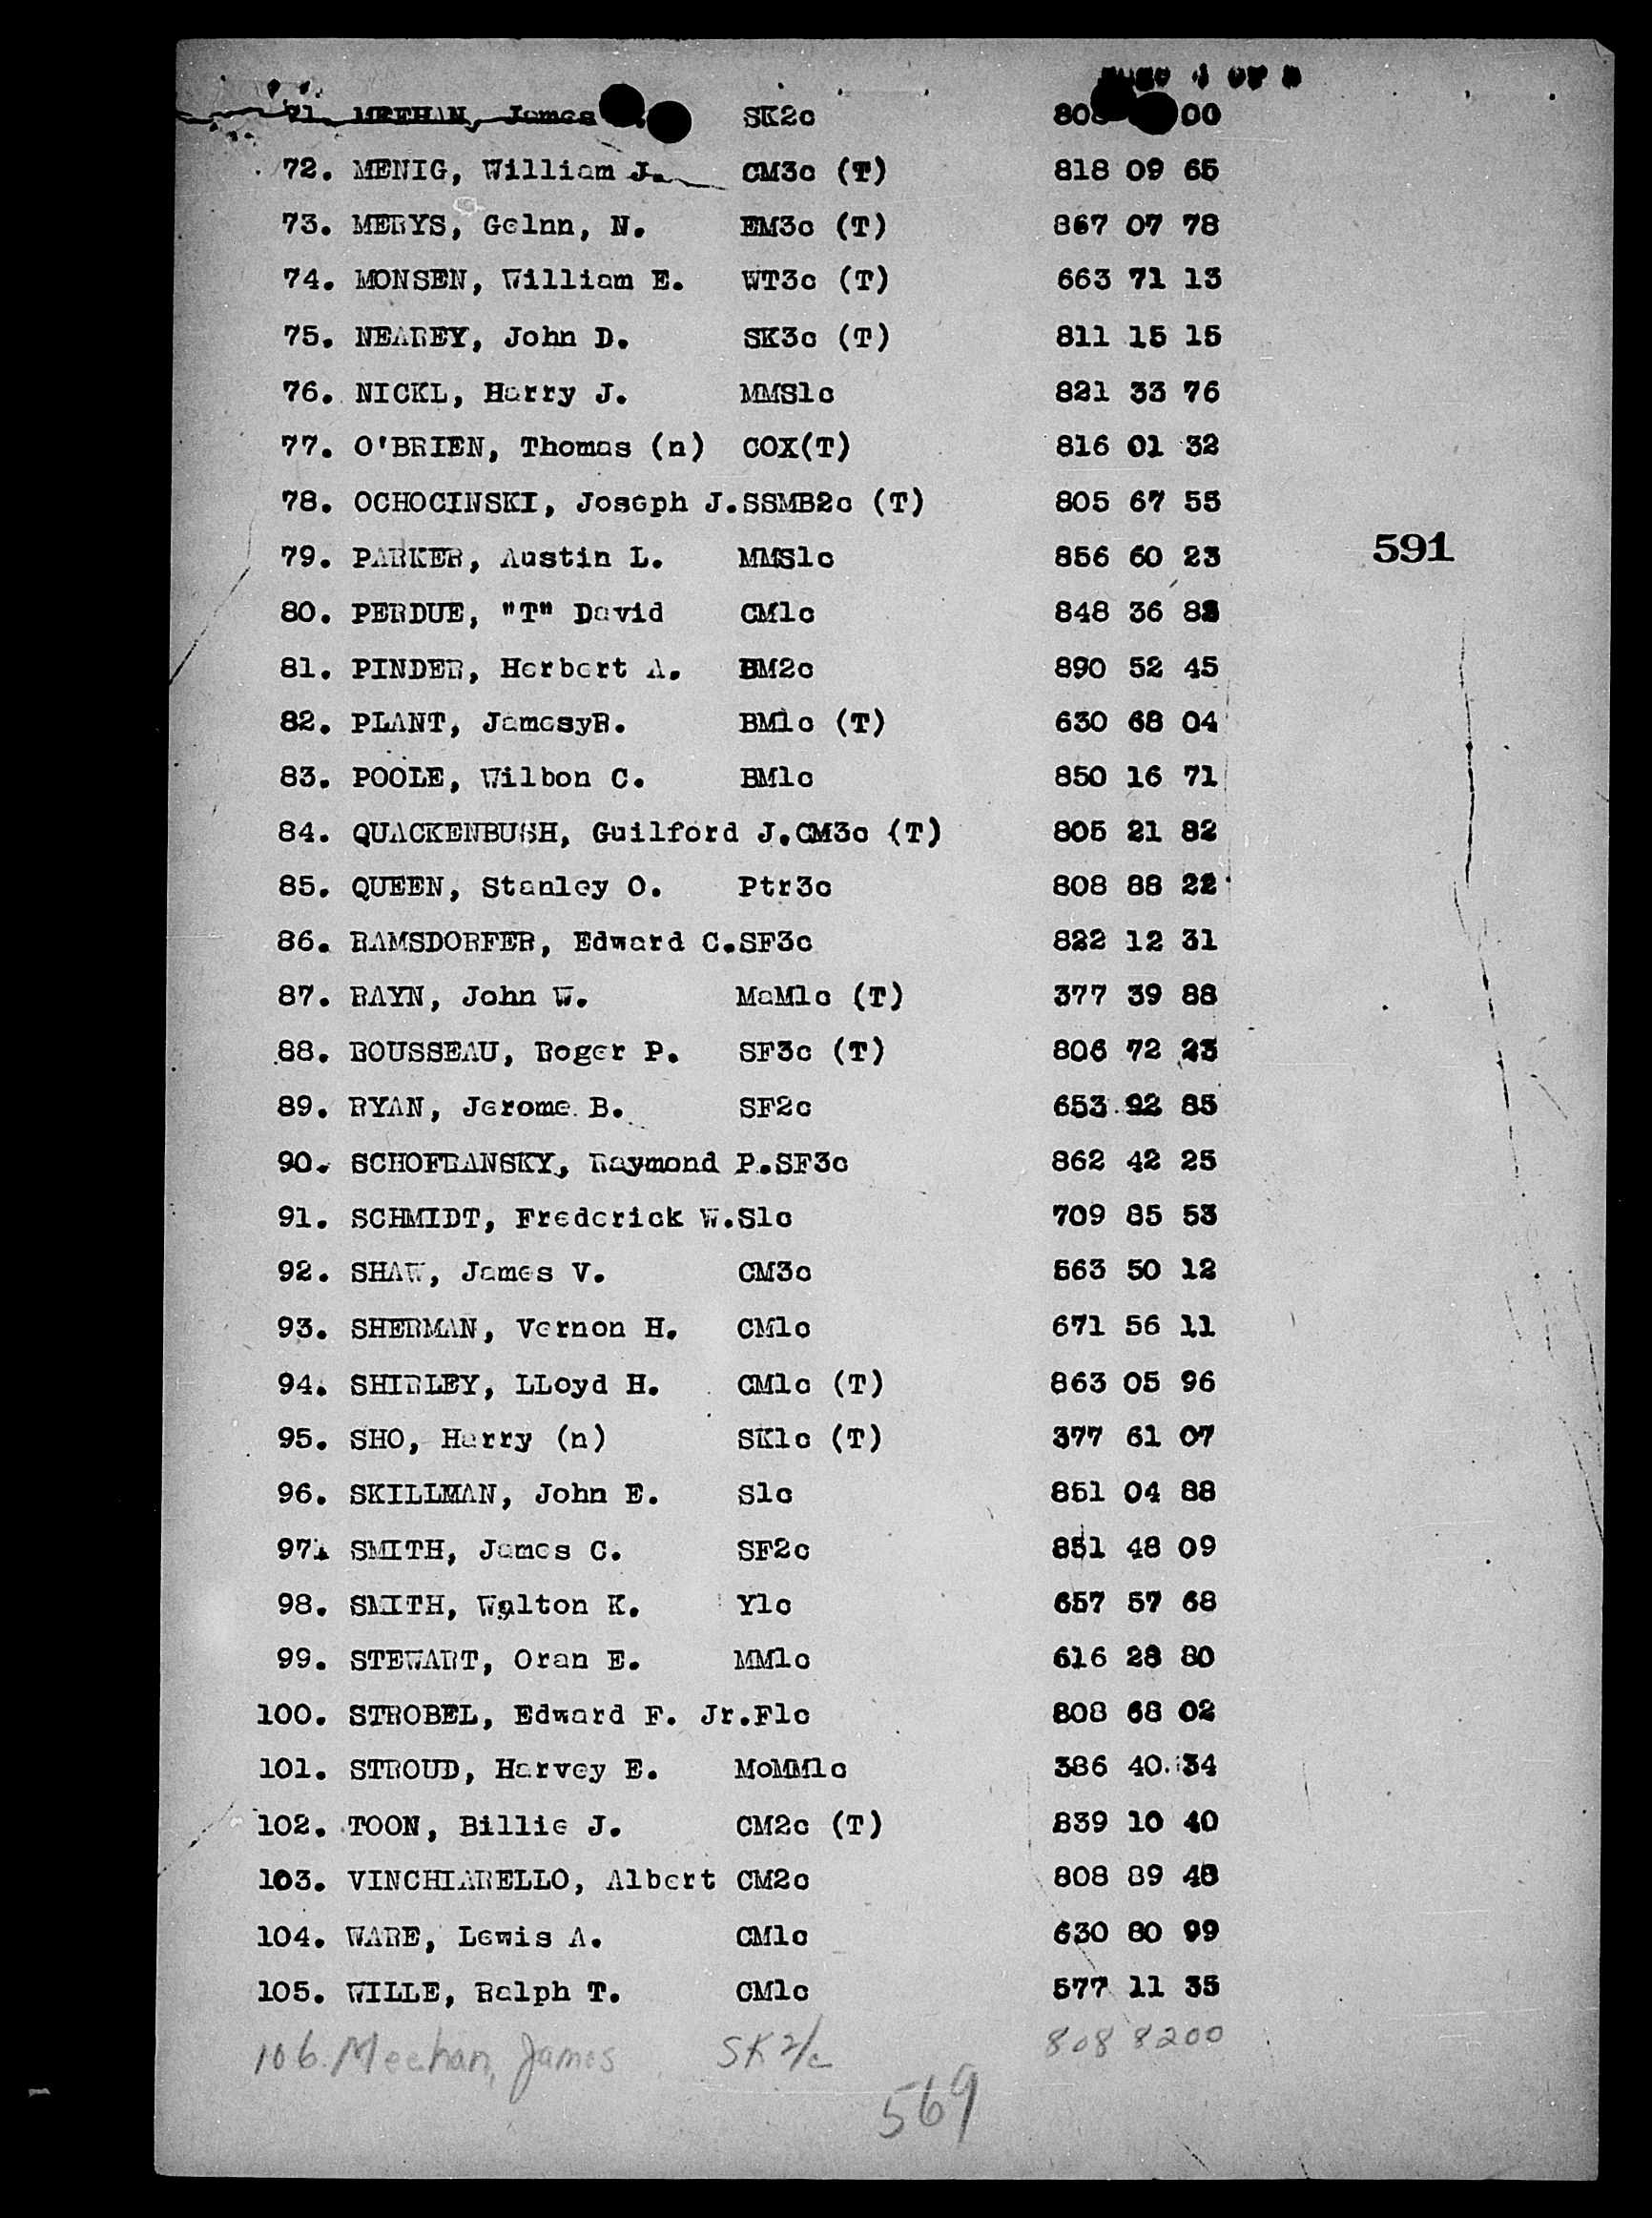 71. MEEHAN, James SK2c 808 00
72. MENIG, William J. CM3c (T) 818 09 65
73. MERYS, Gelnn, N. EM3c (T) 867 07 78
74. MONSEN, William E. WT3c (T) 663 71 13
75. NEAREY, John D. SK3c (T) 811 15 15
76. NICKL, Harry J. MMS1c 821 33 76
77. O'BRIEN, Thomas (n) COX(T) 816 01 32
78. OCHOCINSKI, Joseph J.SSMB2c (T) 805 67 55
79. PARKER, Austin L. MMS1c 856 60 23
591
80. PERDUE, "T" David CM1c 848 36
81. PINDER, Herbert A. BM2c 890 52 45
82. PLANT, JamesyR. BM1c (T) 630 68 04
83. POOLE, Wilbon C. BM1c 850 16 71
84. QUACKENBUSH, Guilford J.CM3c (T) 805 21 82
85. QUEEN, Stanley O. Ptr3c 808 88 22
86. RAMSDORFER, Edward C.SF3c 822 12 31
87. RAYN, John W. MaM1c (T) 377 39 88
88. ROUSSEAU, Roger P. SF3c (T) 806 72 23
89. RYAN, Jerome B. SF2c 653 92 85
90. SCHOFRANSKY, Raymond P.SF3c 862 42 25
91. SCHMIDT, Frederick W.S1c 709 85 53
92. SHAW, James V. CM3c 563 50 12
93. SHERMAN, Vernon H. CM1c 671 56 11
94. SHIRLEY, LLoyd H. CM1c (T) 863 05 96
95. SHO, Harry (n) SK1c (T) 377 61 07
96. SKILLMAN, John E. S1c 851 04 88
97. SMITH, James C. SF2c 851 48 09
98. SMITH, Walton K. Y1c 657 57 68
99. STEWART, Oran E. MM1c 616 28 80
100. STROBEL, Edward F. Jr.F1c 808 68 02
101. STROUD, Harvey E. MoMM1c 386 40 34
102. TOON, Billie J. CM2c (T) 839 10 40
103. VINCHIARELLO, Albert CM2c 808 89 48
104. WARE, Lewis A. CM1c 630 80 99
105. WILLE, Ralph T. CM1c 577 11 35
106. Meehan, James SK2/c 808 8200
569